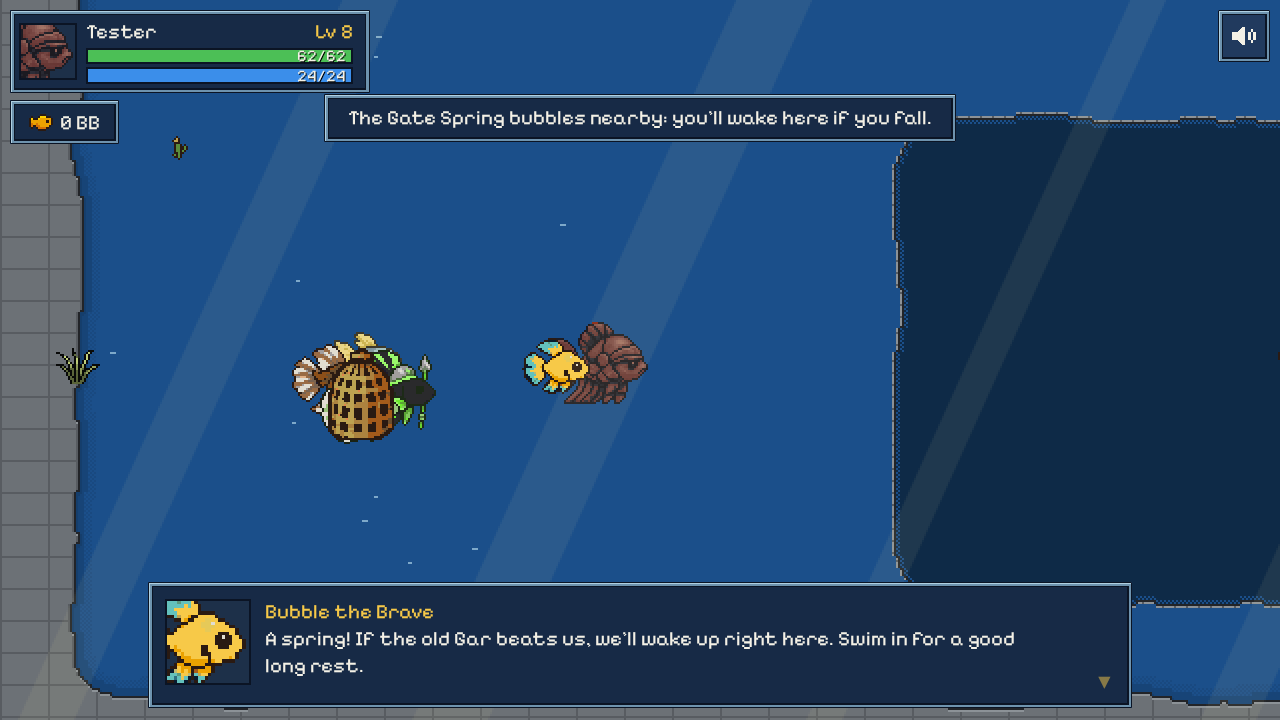 Tester Lv 8
62/62
24/24
0 BB
The Gate Spring bubbles nearby: you'll wake here if you fall.
Bubble the Brave
A spring! If the old Gar beats us, we'll wake up right here. Swim in for a good
long rest.